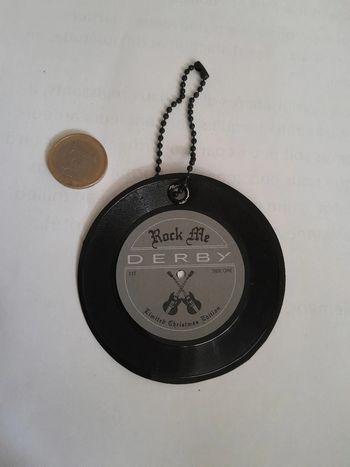 Rock Me
DERBY
SIDE ONE
Limited Christmas Edition